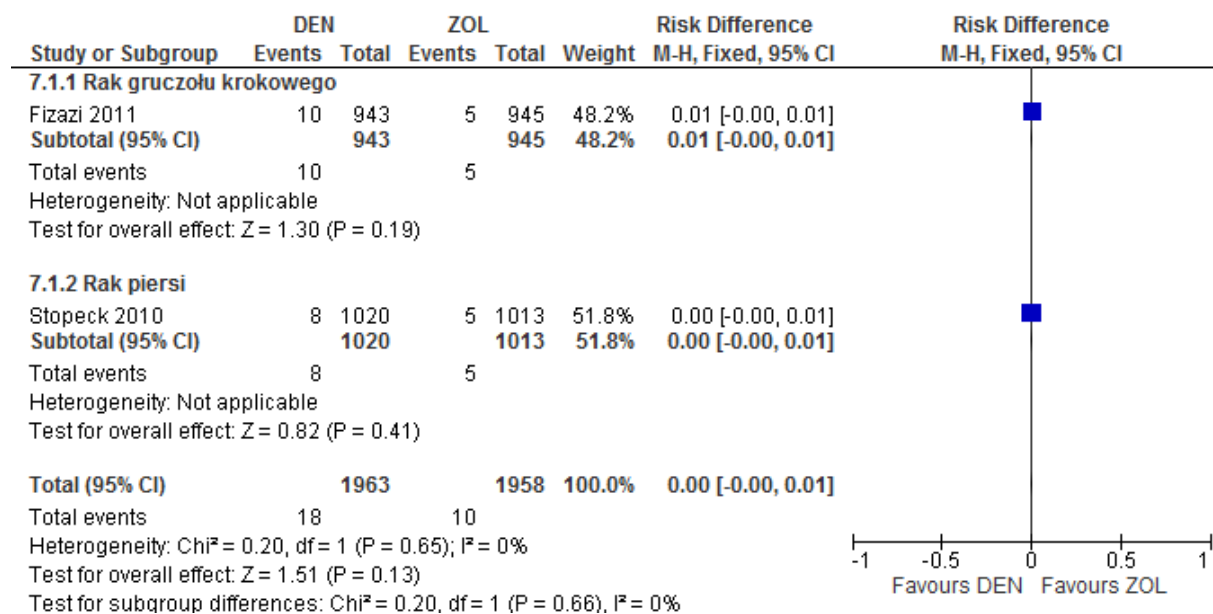 DEN ZOL Risk Difference Risk Difference
Study or Subgroup Events Total Events Total Weight M-H, Fixed, 95% CI M-H, Fixed, 95% CI
7.1.1 Rak gruczołu krokowego
Fizazi 2011 10 943 5 945 48.2% 0.01 [-0.00, 0.01]
Subtotal (95% CI) 943 945 48.2% 0.01 [-0.00, 0.01]
Total events 10 5
Heterogeneity: Not applicable
Test for overall effect: Z = 1.30 (P = 0.19)
7.1.2 Rak piersi
Stopeck 2010 8 1020 5 1013 51.8% 0.00 [-0.00, 0.01]
Subtotal (95% CI) 1020 1013 51.8% 0.00 [-0.00, 0.01]
Total events 8 5
Heterogeneity: Not applicable
Test for overall effect: Z = 0.82 (P = 0.41)
Total (95% CI) 1963 1958 100.0% 0.00 [-0.00, 0.01]
Total events 18 10
Heterogeneity: Chi² = 0.20, df = 1 (P = 0.65); I² = 0%
Test for overall effect: Z = 1.51 (P = 0.13)
Test for subgroup differences: Chi² = 0.20, df = 1 (P = 0.66), I² = 0%
-1 -0.5 0 0.5 1
Favours DEN Favours ZOL